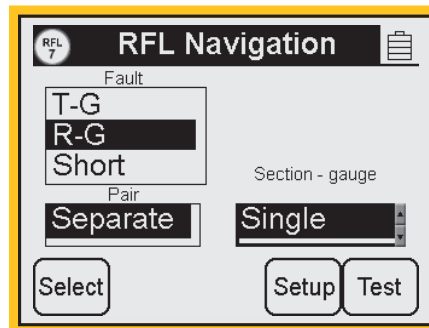 RFL
7
RFL Navigation
Fault
T-G
R-G
Short
Section - gauge
Pair
Separate
Single
Select
Setup
Test